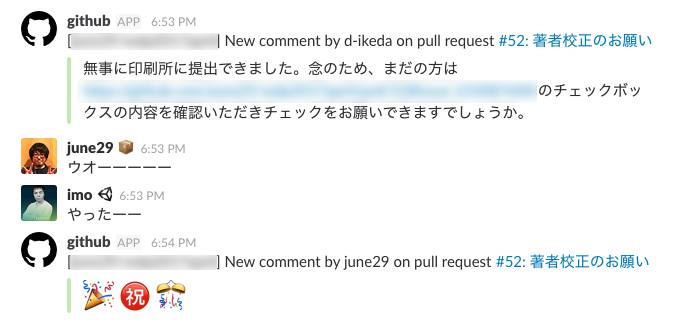 github APP 6:53 PM
[] New comment by d-ikeda on pull request #52: 著者校正のお願い
無事に印刷所に提出できました。念のため、まだの方は
のチェックボッ
クスの内容を確認いただきチェックをお願いできますでしょうか。
june29 6:53 PM
ウオーーーーー
imo 6:53 PM
やったーー
github APP 6:54 PM
[] New comment by june29 on pull request #52: 著者校正のお願い
祝